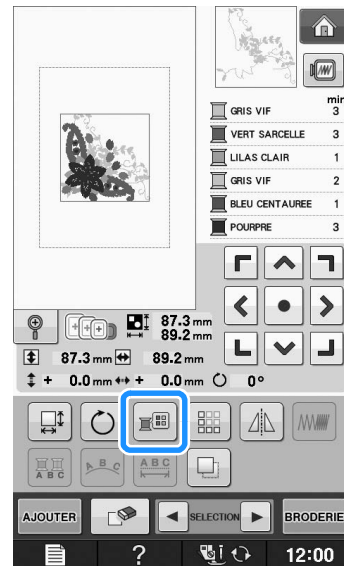 min
GRIS VIF 3
VERT SARCELLE 3
LILAS CLAIR 1
GRIS VIF 2
BLEU CENTAUREE 1
POURPRE 3
87.3 mm
89.2 mm
87.3 mm 89.2 mm
+ 0.0 mm + 0.0 mm 0°
A B C A B C A B C
AJOUTER SELECTION BRODERIE
? 12:00